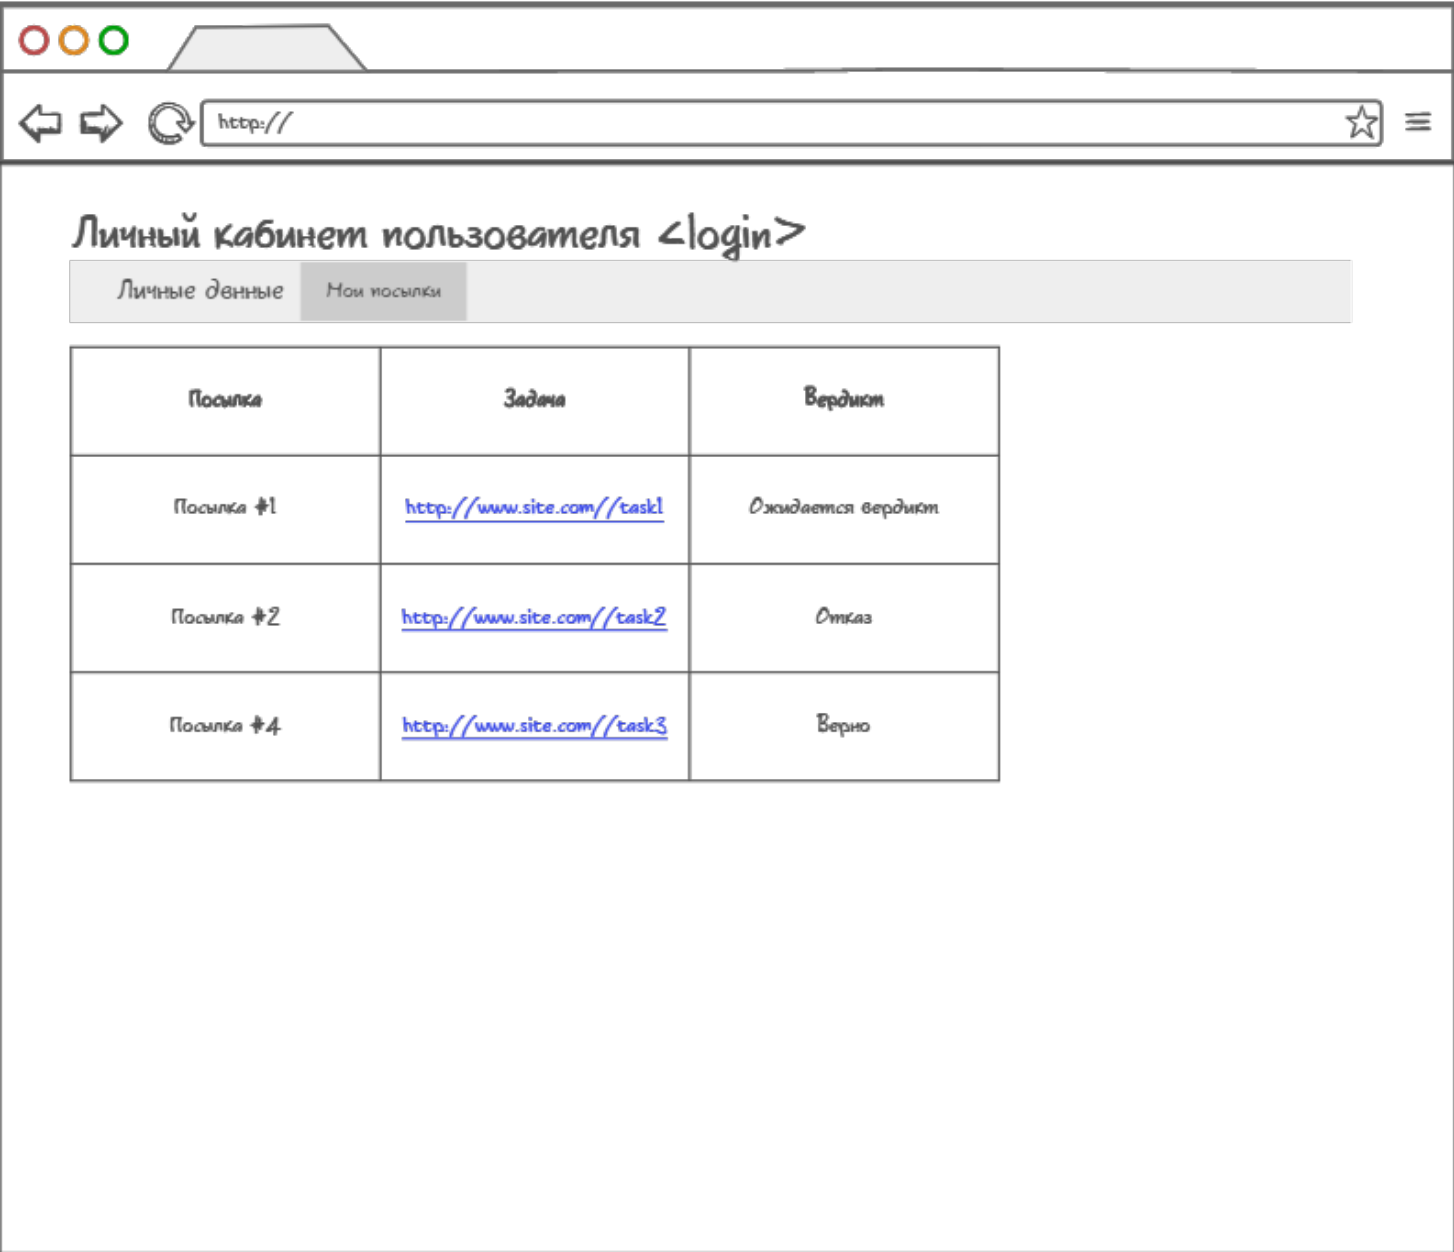 http://
Личный кабинет пользователя <login>
Личные двнные Мои посылки
Посылка Задача Вердикт
Посылка #1 http://www.site.com//task1 Ожидается вердикт
Посылка #2 http://www.site.com//task2 Отказ
Посылка #4 http://www.site.com//task3 Верно